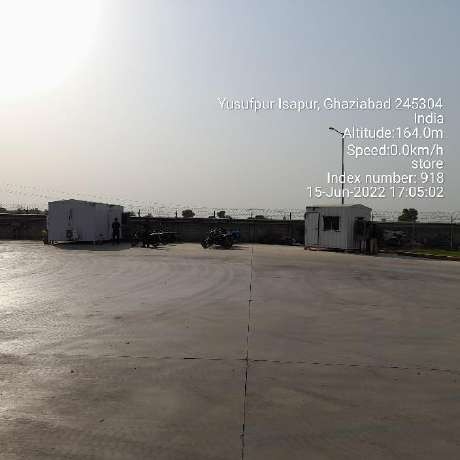 Yusufpur Isapur, Ghaziabad 245304
India
Altitude:164.0m
Speed:0.0km/h
store
Index number: 918
15-Jun-2022 17:05:02